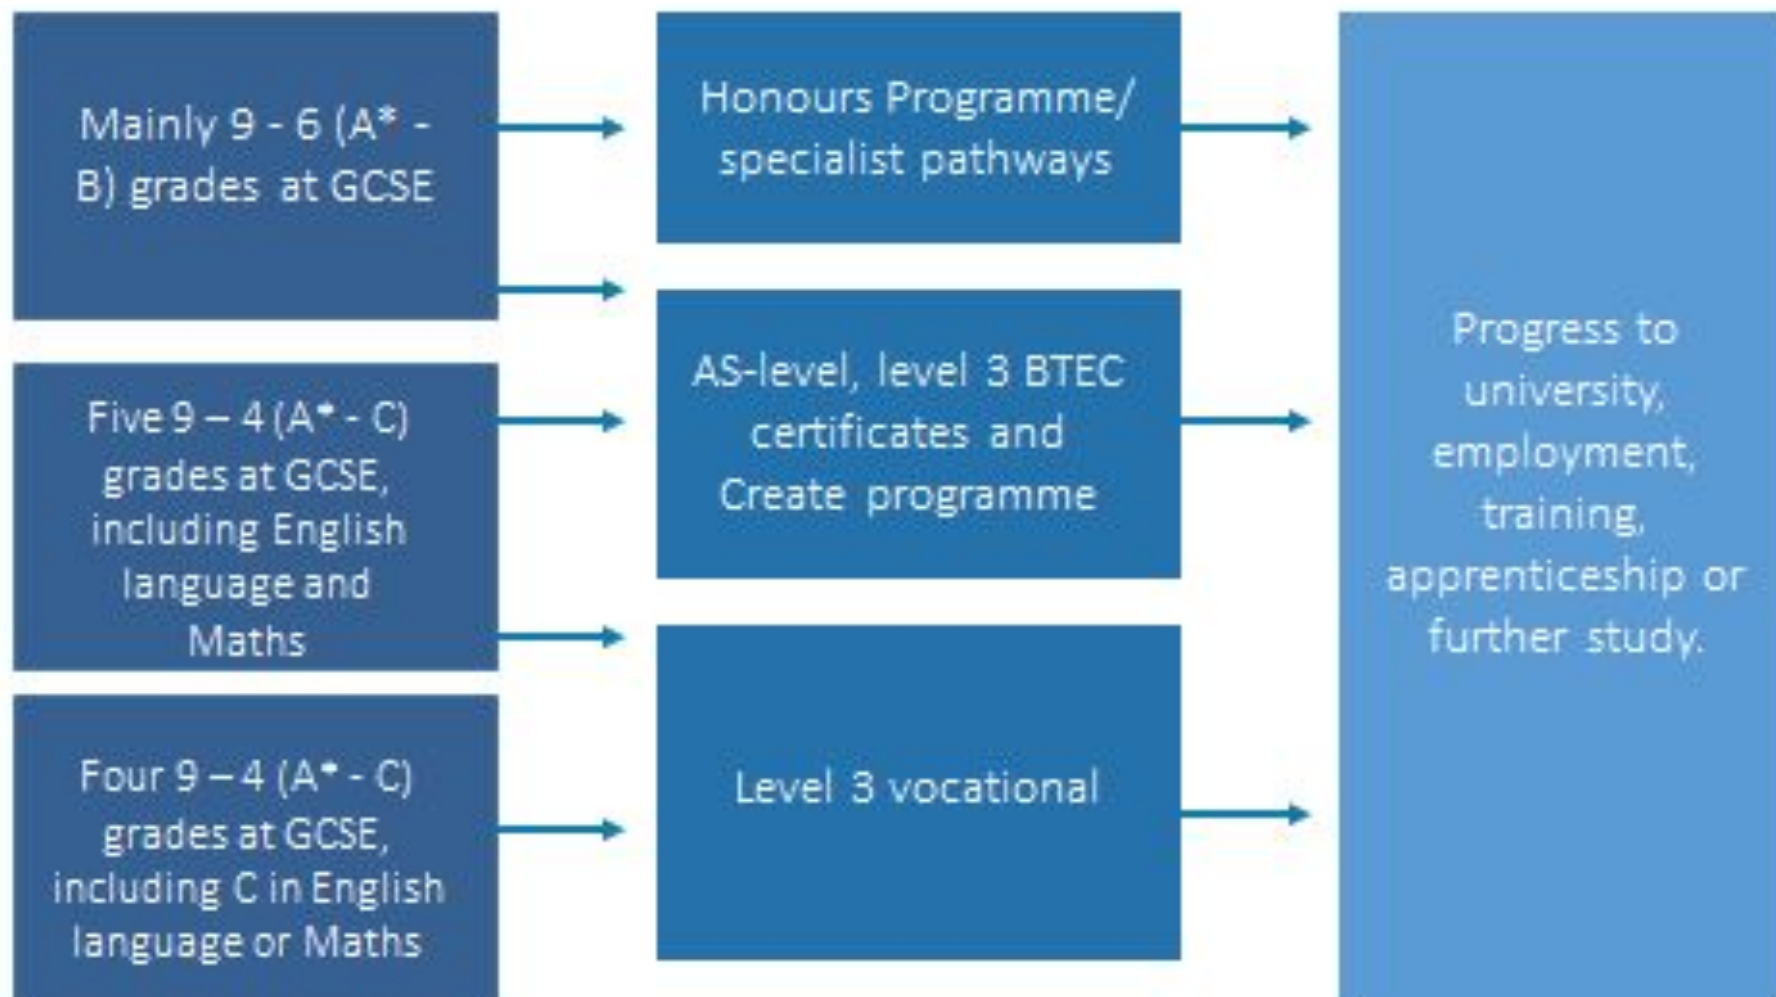 Mainly 9 - 6 (A* -
B) grades at GCSE
Honours Programme/
specialist pathways
Five 9 – 4 (A* - C)
grades at GCSE,
including English
language and
Maths
AS-level, level 3 BTEC
certificates and
Create programme
Four 9 – 4 (A* - C)
grades at GCSE,
including C in English
language or Maths
Level 3 vocational
Progress to
university,
employment,
training,
apprenticeship or
further study.